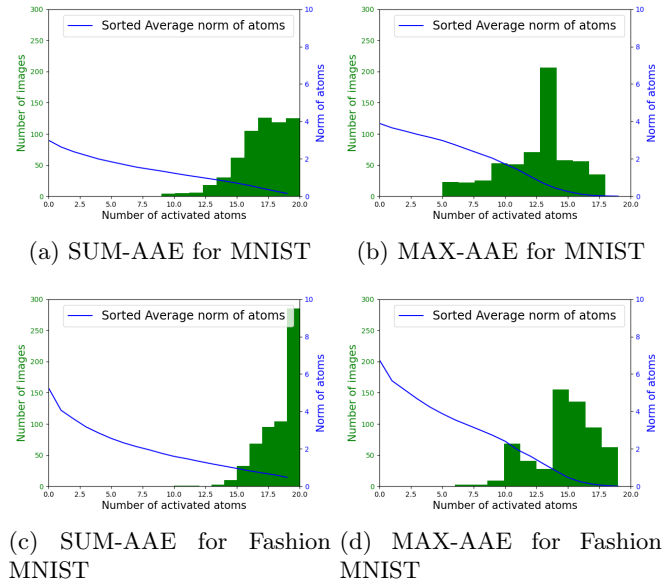 Sorted Average norm of atoms
Number of images
300
250
200
150
100
50
0
0.0 2.5 5.0 7.5 10.0 12.5 15.0 17.5 20.0
Number of activated atoms
10
8
6
4
2
0
Norm of atoms
(a) SUM-AAE for MNIST
Sorted Average norm of atoms
Number of images
300
250
200
150
100
50
0
0.0 2.5 5.0 7.5 10.0 12.5 15.0 17.5 20.0
Number of activated atoms
10
8
6
4
2
0
Norm of atoms
(b) MAX-AAE for MNIST
Sorted Average norm of atoms
Number of images
300
250
200
150
100
50
0
0.0 2.5 5.0 7.5 10.0 12.5 15.0 17.5 20.0
Number of activated atoms
10
8
6
4
2
0
Norm of atoms
(c) SUM-AAE for Fashion
MNIST
Sorted Average norm of atoms
Number of images
300
250
200
150
100
50
0
0.0 2.5 5.0 7.5 10.0 12.5 15.0 17.5 20.0
Number of activated atoms
10
8
6
4
2
0
Norm of atoms
(d) MAX-AAE for Fashion
MNIST